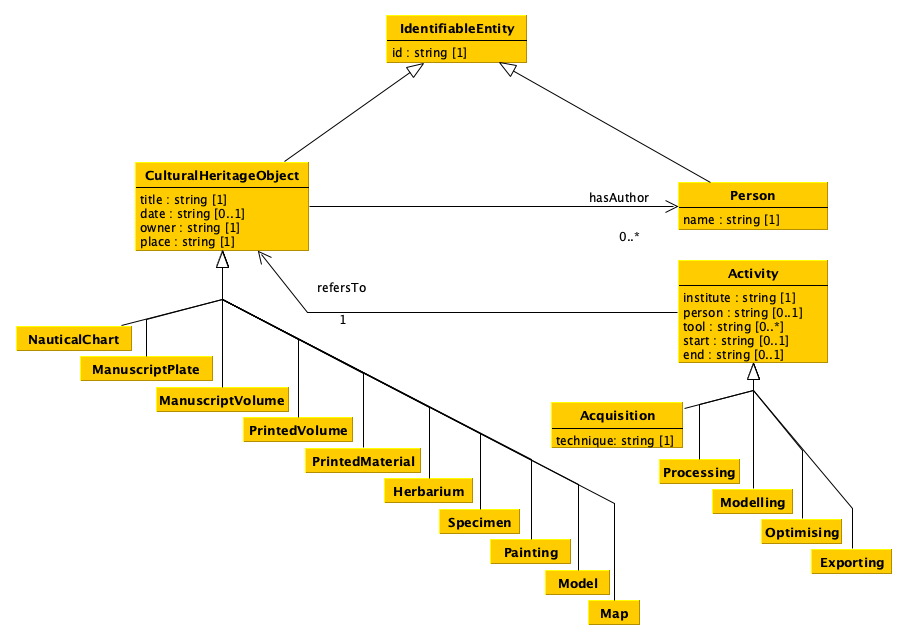 IdentifiableEntity
id : string [1]
CulturalHeritageObject
title : string [1]
date : string [0..1]
owner : string [1]
place : string [1]
hasAuthor
0..*
Person
name : string [1]
refersTo
1
Activity
institute : string [1]
person : string [0..1]
tool : string [0..*]
start : string [0..1]
end : string [0..1]
NauticalChart
ManuscriptPlate
ManuscriptVolume
PrintedVolume
PrintedMaterial
Herbarium
Specimen
Painting
Model
Map
Acquisition
technique: string [1]
Processing
Modelling
Optimising
Exporting